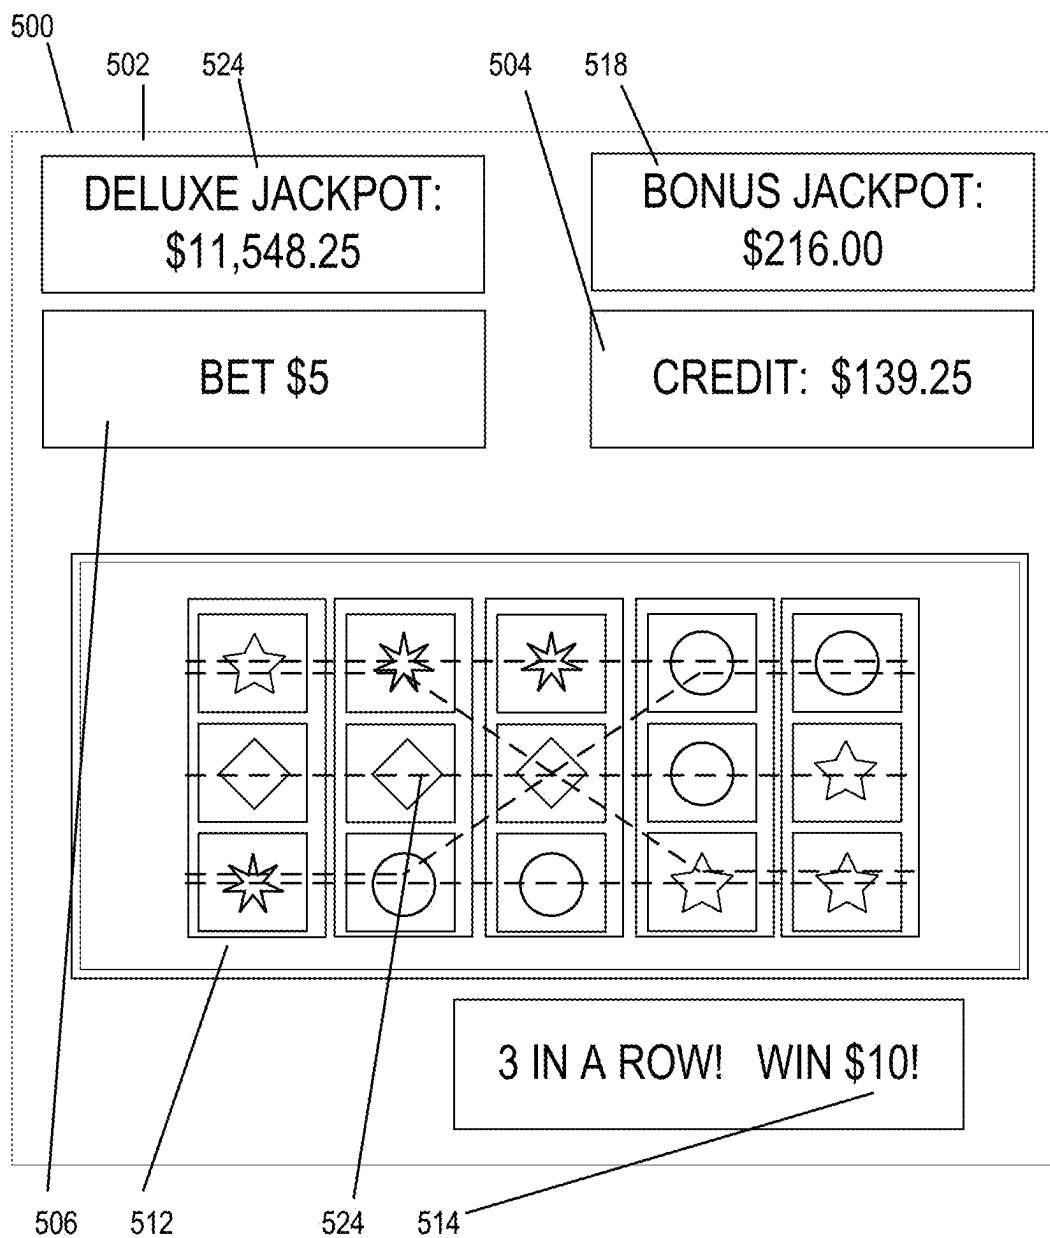 500
502 524 504 518
DELUXE JACKPOT:
$11,548.25
BONUS JACKPOT:
$216.00
BET $5
CREDIT: $139.25
3 IN A ROW! WIN $10!
506 512 524 514